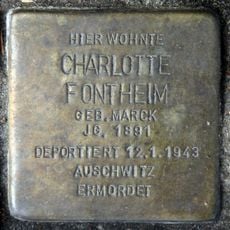 HIER WOHNTE
CHARLOTTE
FONTHEIM
GEB. MARCK
JG. 1891
DEPORTIERT 12.1.1943
AUSCHWITZ
ERMORDET